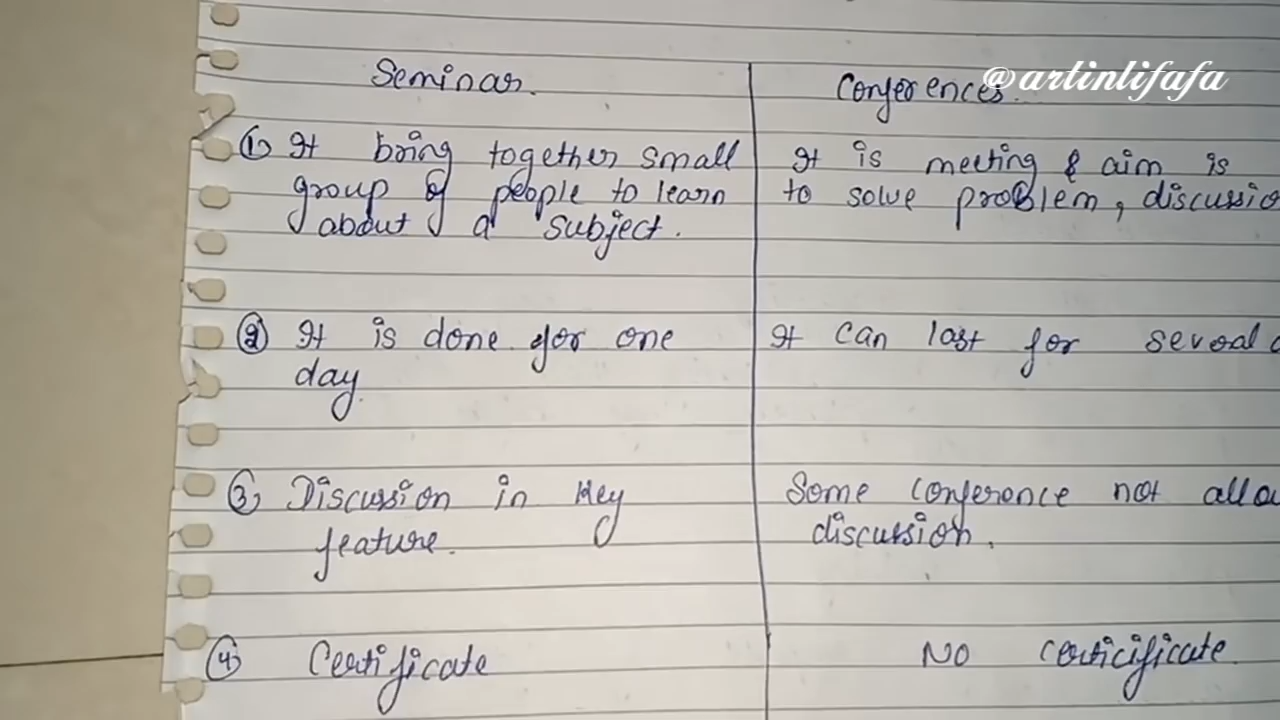 @artinlifafa
Seminar. Conferences.
① It bring together small It is meeting & aim is
group of people to learn to solve problem, discussio
about a subject.
② It is done for one It can last for several d
day.
③ Discussion in key Some conference not allo
feature. discussion.
④ Certificate No certicificate.